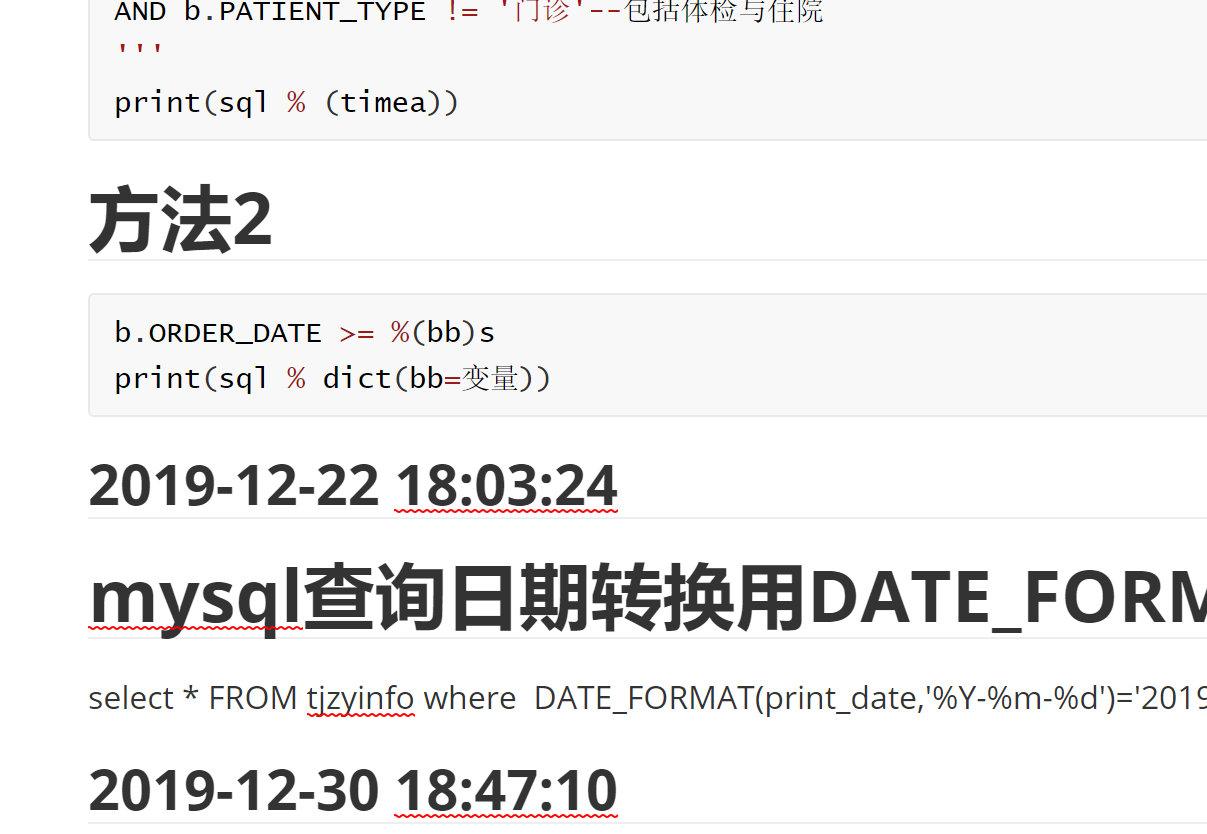 AND b.PATIENT_TYPE != '门诊'--包括体检与住院
'''
print(sql % (timea))
方法2
b.ORDER_DATE >= %(bb)s
print(sql % dict(bb=变量))
2019-12-22 18:03:24
mysql查询日期转换用DATE_FORM
select * FROM tjzyinfo where  DATE_FORMAT(print_date,'%Y-%m-%d')='2019
2019-12-30 18:47:10